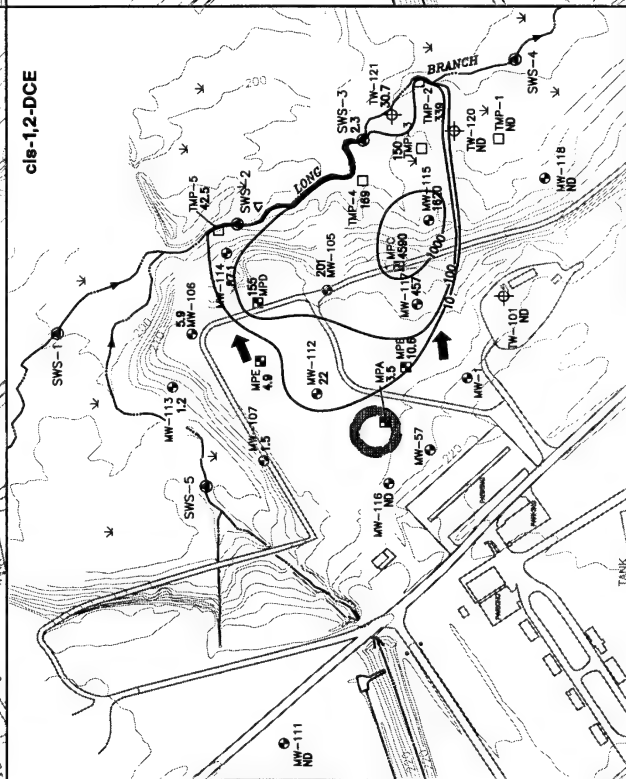 cis-1,2-DCE
SWS-4
BRANCH
TW-121
30.7
TMP-2
339
SWS-3
2.3
TW-120
ND
TMP-1
ND
150
TMP-3
LONG
TMP-4
169
MW-118
ND
MW-115
1620
TMP-5
42.5
SWS-2
200
1000
MPC
4590
MW-105
201
MW-114
MW-117
457
10
100
155
MPD
TW-101
ND
MW-106
5.9
SWS-1
MPB
10.6
MPE
4.9
MW-112
22
MPA
3.5
MW-1
MW-113
1.2
MW-107
1.5
MW-57
220
SWS-5
MW-116
ND
TANK
MW-111
ND